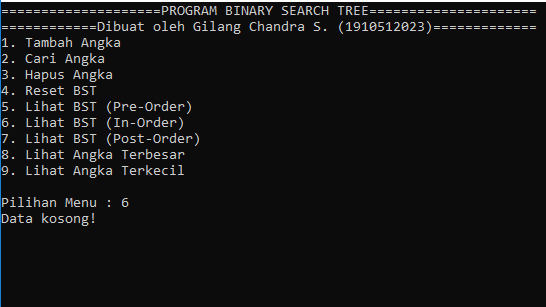 ====================PROGRAM BINARY SEARCH TREE=====================
============Dibuat oleh Gilang Chandra S. (1910512023)=============
1. Tambah Angka
2. Cari Angka
3. Hapus Angka
4. Reset BST
5. Lihat BST (Pre-Order)
6. Lihat BST (In-Order)
7. Lihat BST (Post-Order)
8. Lihat Angka Terbesar
9. Lihat Angka Terkecil
Pilihan Menu : 6
Data kosong!